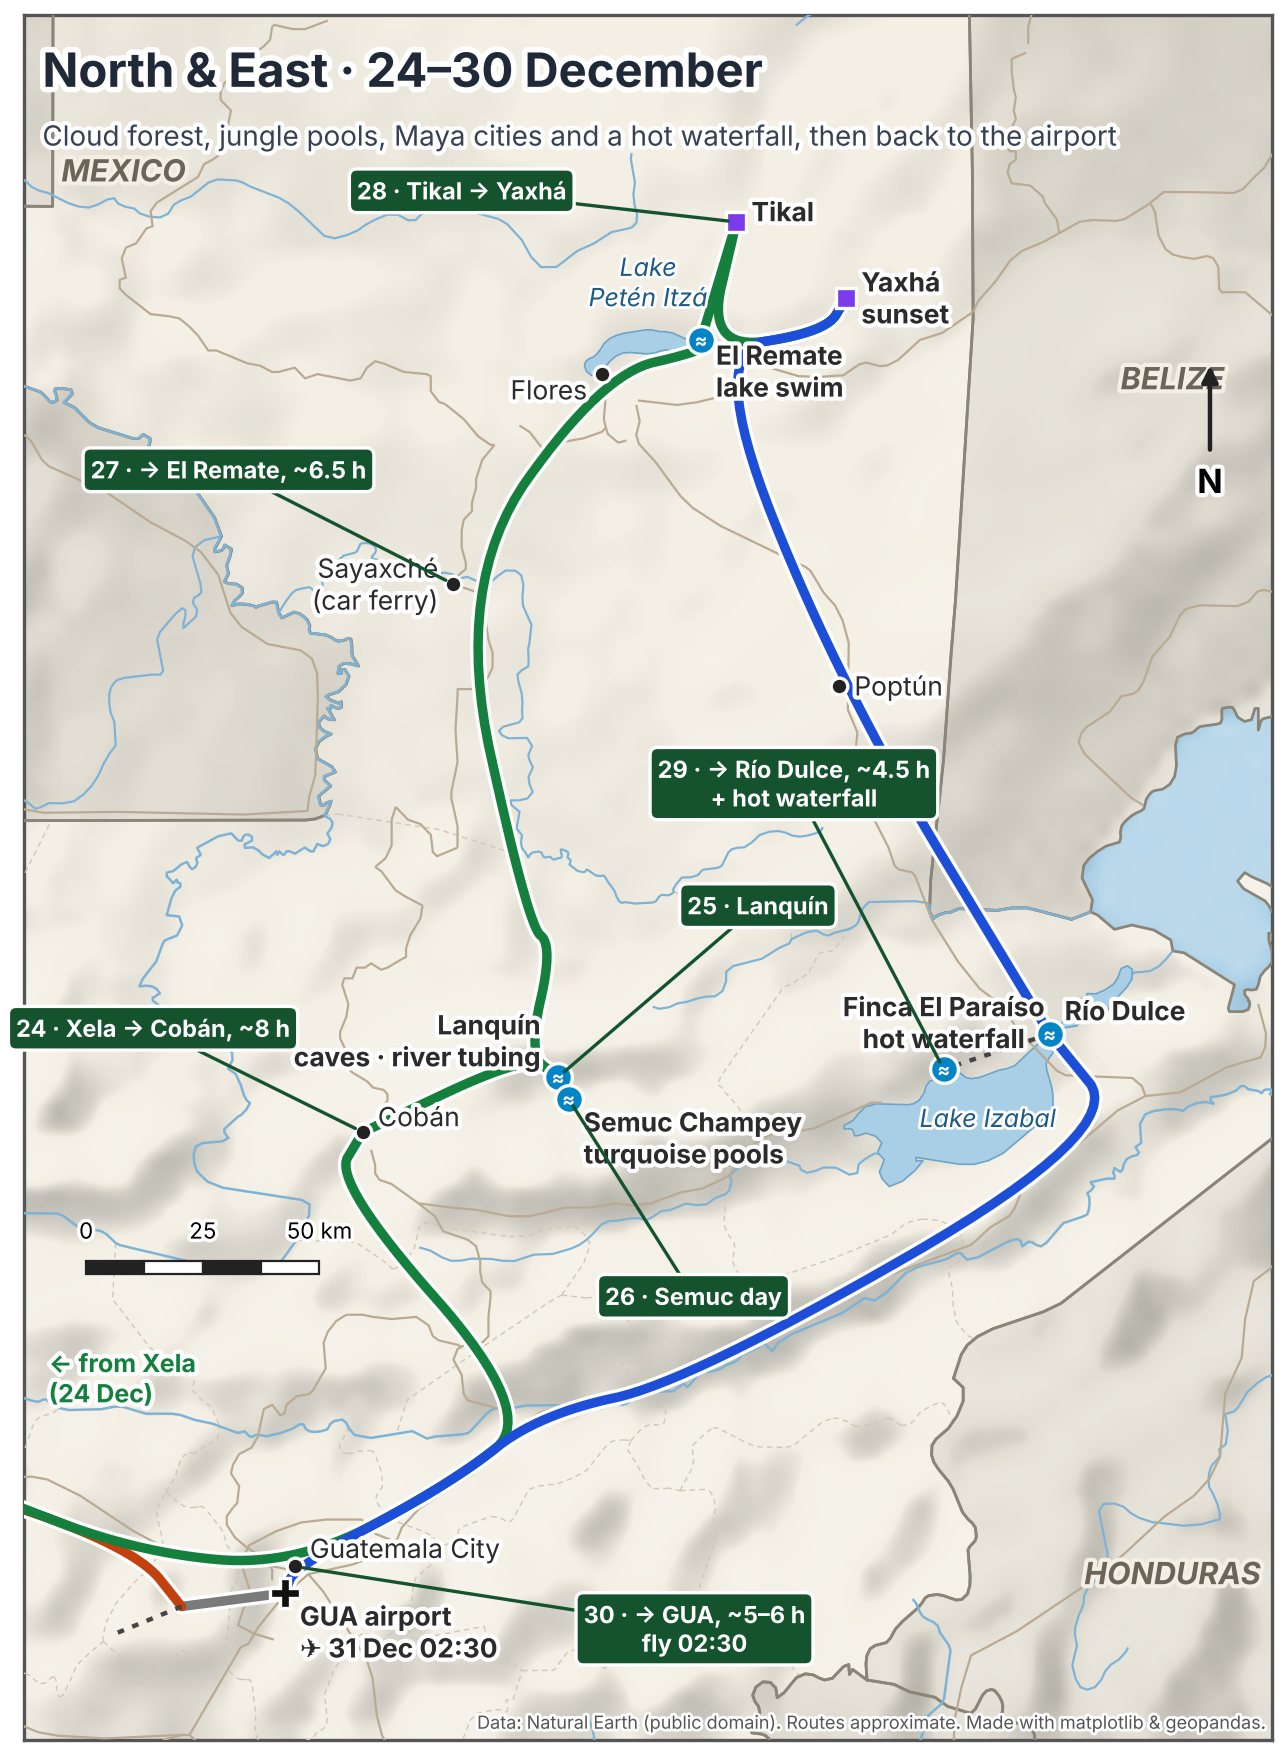 North & East · 24–30 December
Cloud forest, jungle pools, Maya cities and a hot waterfall, then back to the airport
MEXICO
28 · Tikal → Yaxhá
Tikal
Lake
Petén Itzá
Yaxhá
sunset
El Remate
lake swim
Flores
BELIZE
N
27 · → El Remate, ~6.5 h
Sayaxché
(car ferry)
Poptún
29 · → Río Dulce, ~4.5 h
+ hot waterfall
25 · Lanquín
Finca El Paraíso
hot waterfall
Río Dulce
24 · Xela → Cobán, ~8 h
Lanquín
caves · river tubing
Cobán
Semuc Champey
turquoise pools
Lake Izabal
0 25 50 km
26 · Semuc day
← from Xela
(24 Dec)
Guatemala City
GUA airport
✈ 31 Dec 02:30
30 · → GUA, ~5–6 h
fly 02:30
HONDURAS
Data: Natural Earth (public domain). Routes approximate. Made with matplotlib & geopandas.